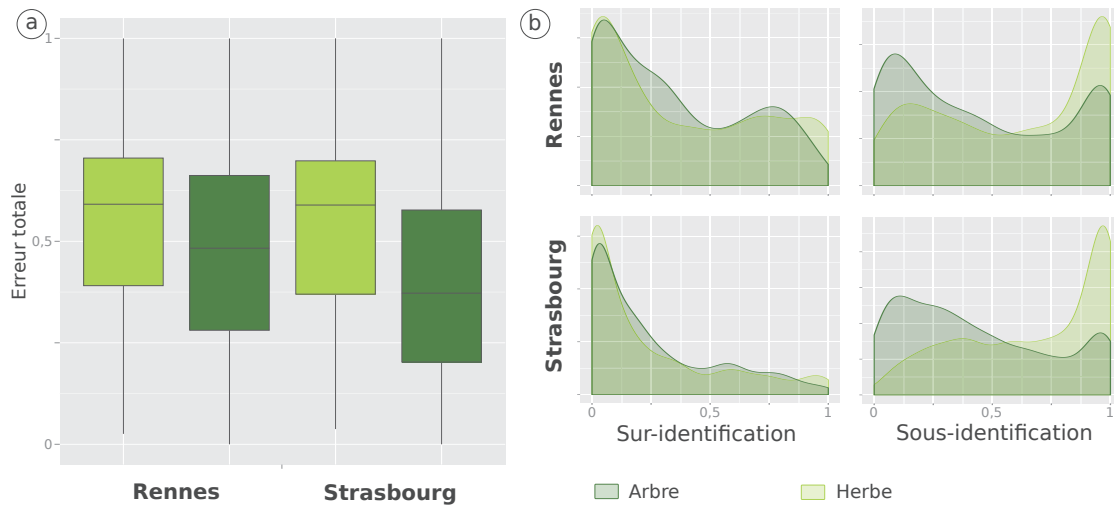 a
1
0,5
0
Erreur totale
Rennes
Strasbourg
b
Rennes
Strasbourg
0
0,5
1
0
0,5
1
Sur-identification
Sous-identification
Arbre
Herbe